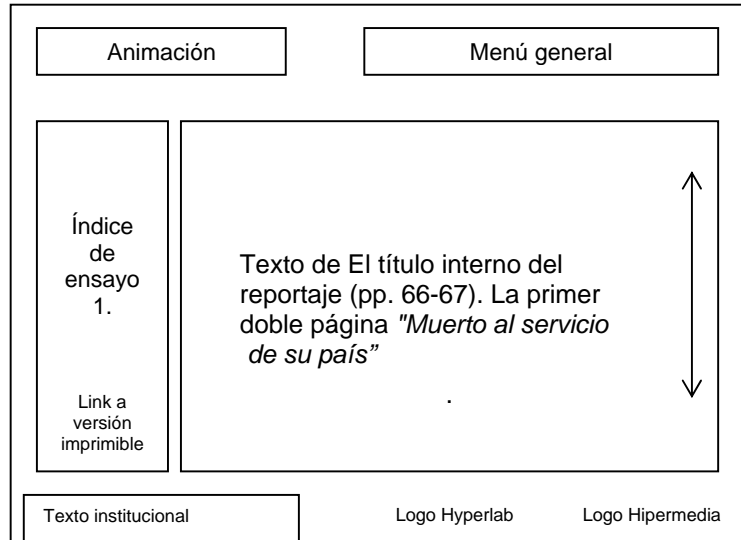 Animación
Menú general
Índice
de
ensayo
1.
Link a
versión
imprimible
Texto de El título interno del
reportaje (pp. 66-67). La primer
doble página "Muerto al servicio
de su país”
.
Texto institucional
Logo Hyperlab
Logo Hipermedia